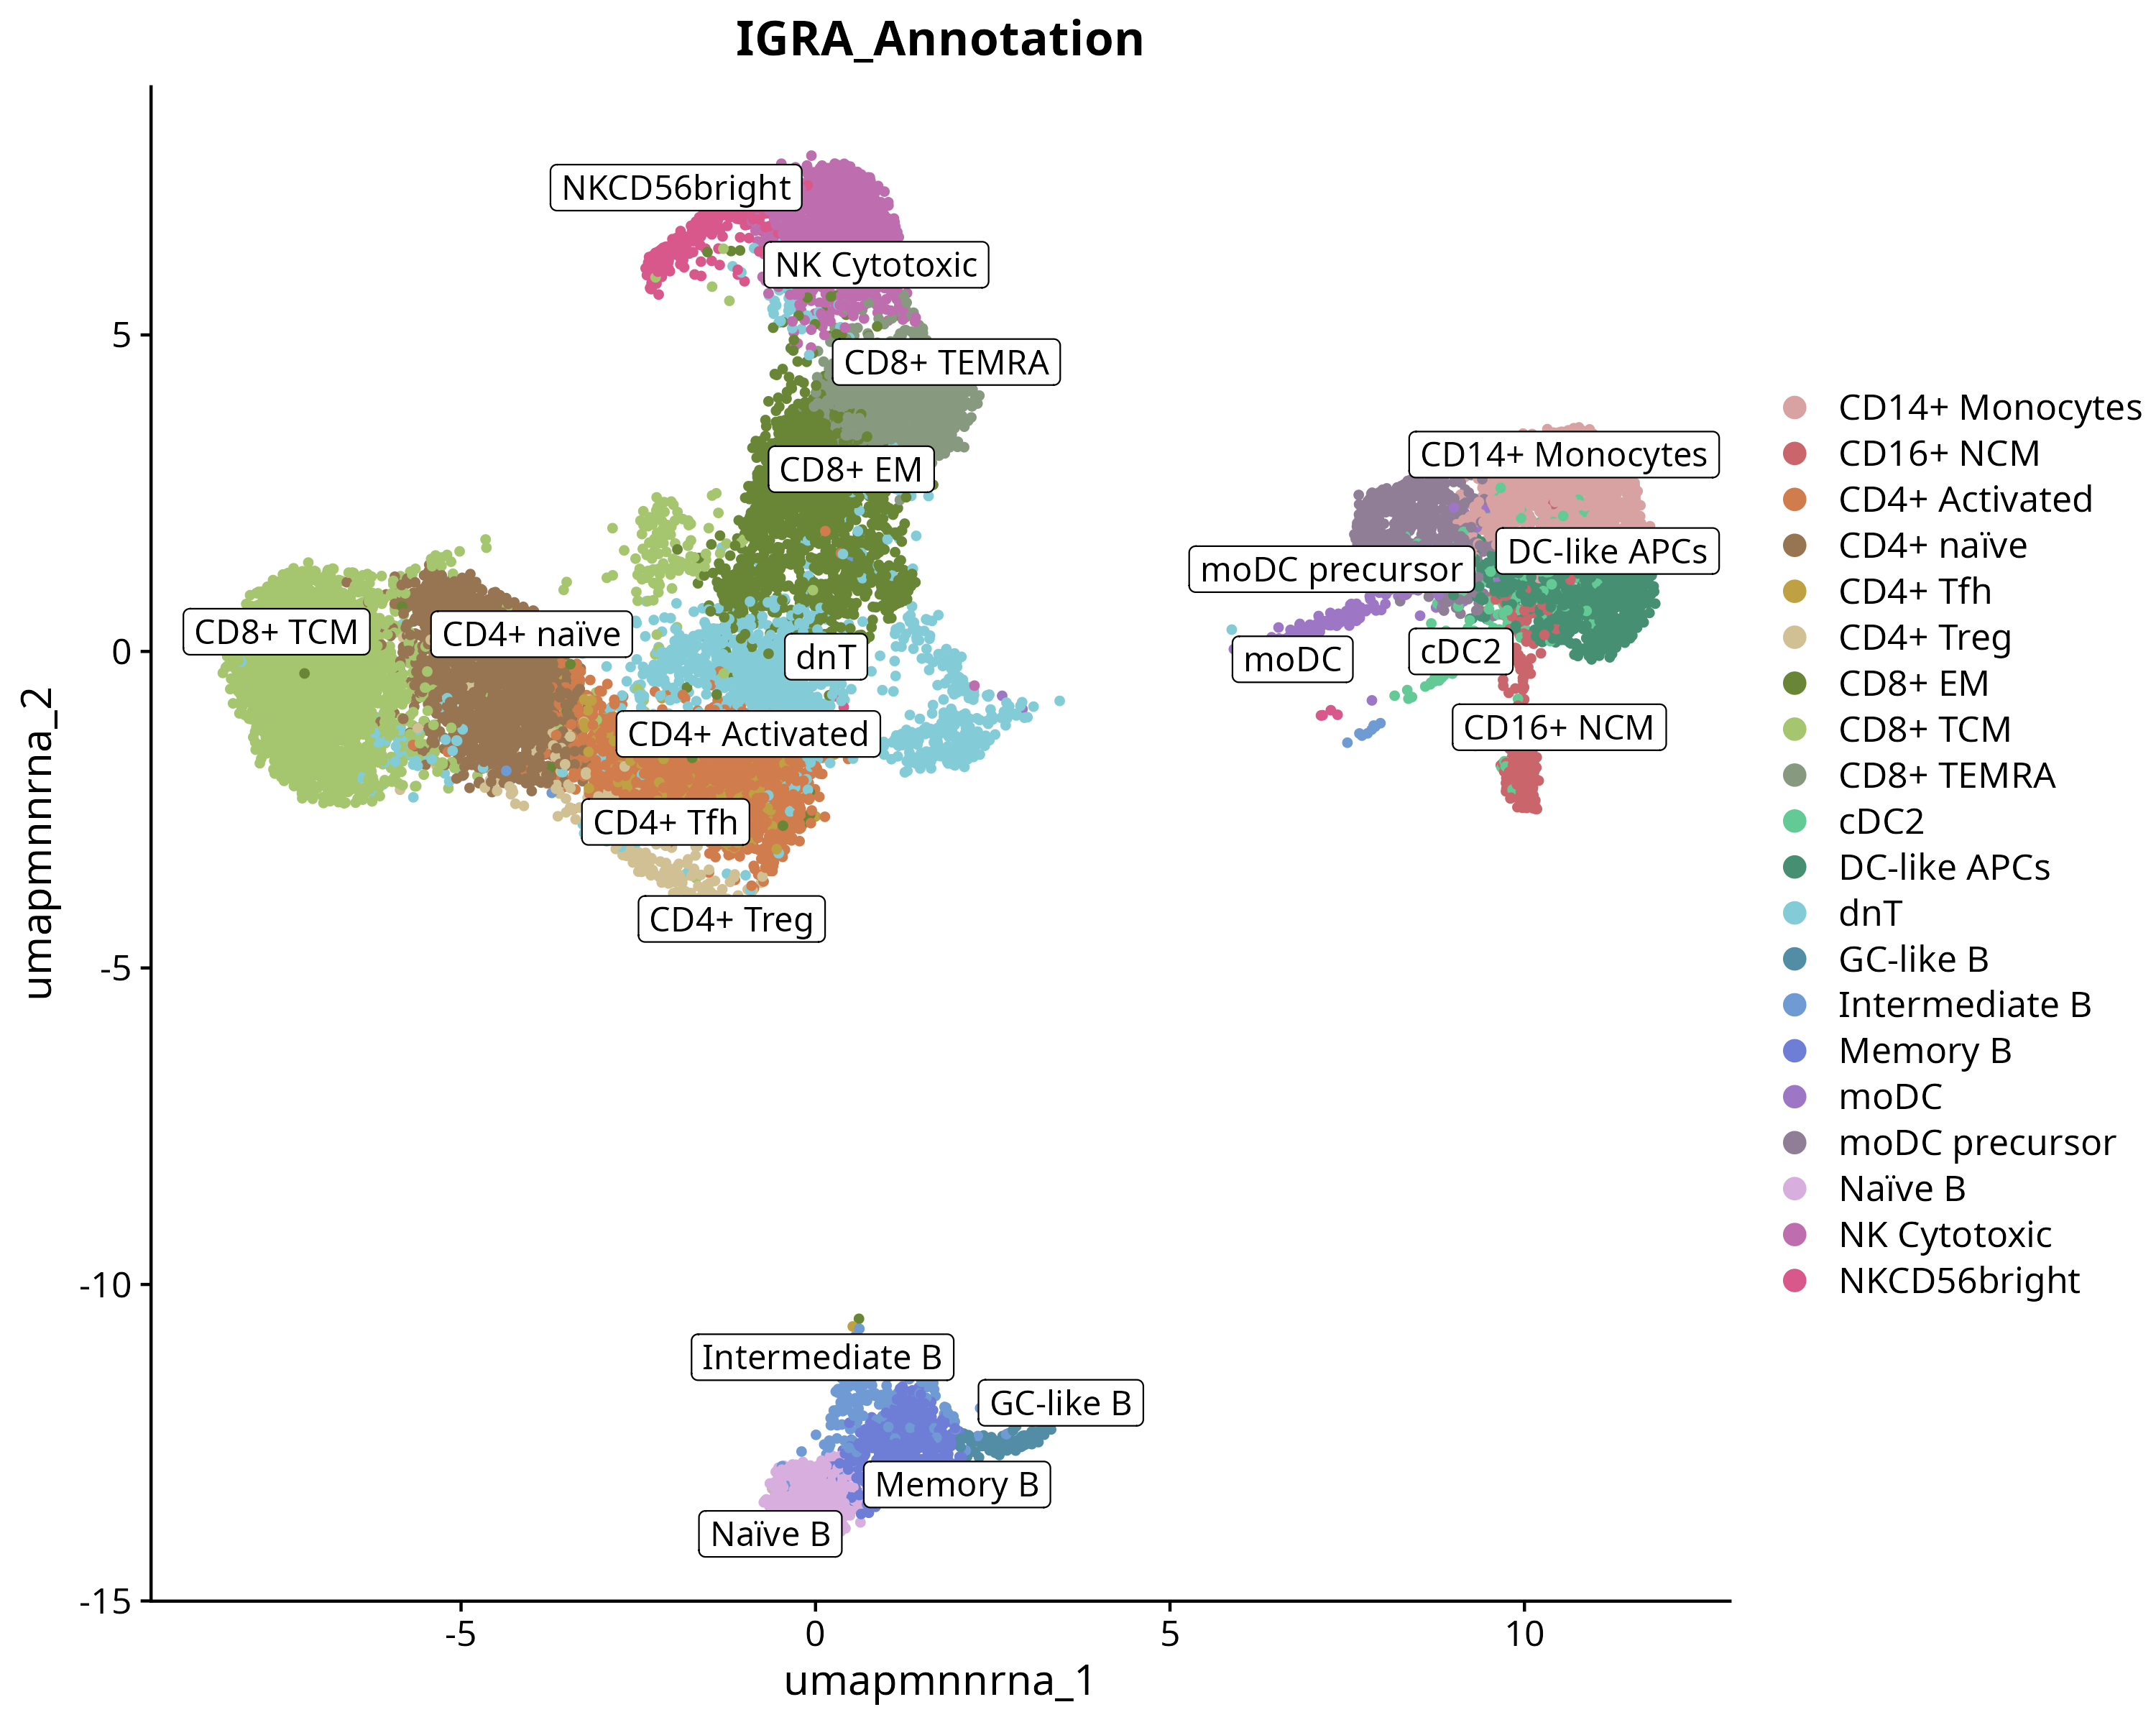 IGRA_Annotation
NKCD56bright
NK Cytotoxic
CD8+ TEMRA
CD8+ EM
CD14+ Monocytes
DC-like APCs
moDC precursor
CD8+ TCM
CD4+ naïve
dnT
moDC
cDC2
CD4+ Activated
CD16+ NCM
CD4+ Tfh
CD4+ Treg
Intermediate B
GC-like B
Memory B
Naïve B
umapmnnrna_2
5
0
-5
-10
-15
-5
0
5
10
umapmnnrna_1
CD14+ Monocytes
CD16+ NCM
CD4+ Activated
CD4+ naïve
CD4+ Tfh
CD4+ Treg
CD8+ EM
CD8+ TCM
CD8+ TEMRA
cDC2
DC-like APCs
dnT
GC-like B
Intermediate B
Memory B
moDC
moDC precursor
Naïve B
NK Cytotoxic
NKCD56bright